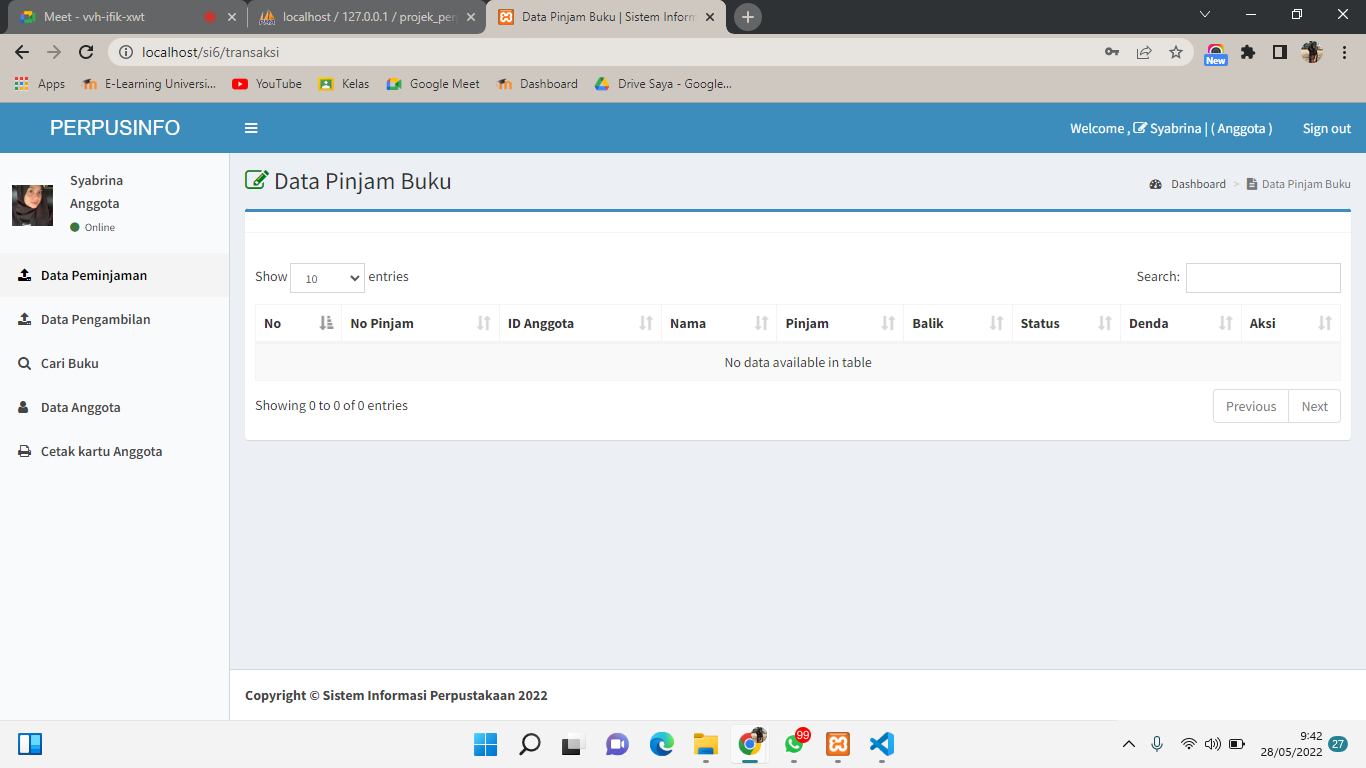 Meet - vvh-ifik-xwt
localhost / 127.0.0.1 / projek_per
Data Pinjam Buku | Sistem Inform
localhost/si6/transaksi
New
Apps
E-Learning Universi...
YouTube
Kelas
Google Meet
Dashboard
Drive Saya - Google...
PERPUSINFO
Welcome , Syabrina | ( Anggota )
Sign out
Syabrina
Anggota
Online
Data Peminjaman
Data Pengambilan
Cari Buku
Data Anggota
Cetak kartu Anggota
Data Pinjam Buku
Dashboard > Data Pinjam Buku
Show 10 entries
Search:
No No Pinjam ID Anggota Nama Pinjam Balik Status Denda Aksi
No data available in table
Showing 0 to 0 of 0 entries
Previous Next
Copyright © Sistem Informasi Perpustakaan 2022
99
9:42
28/05/2022
27